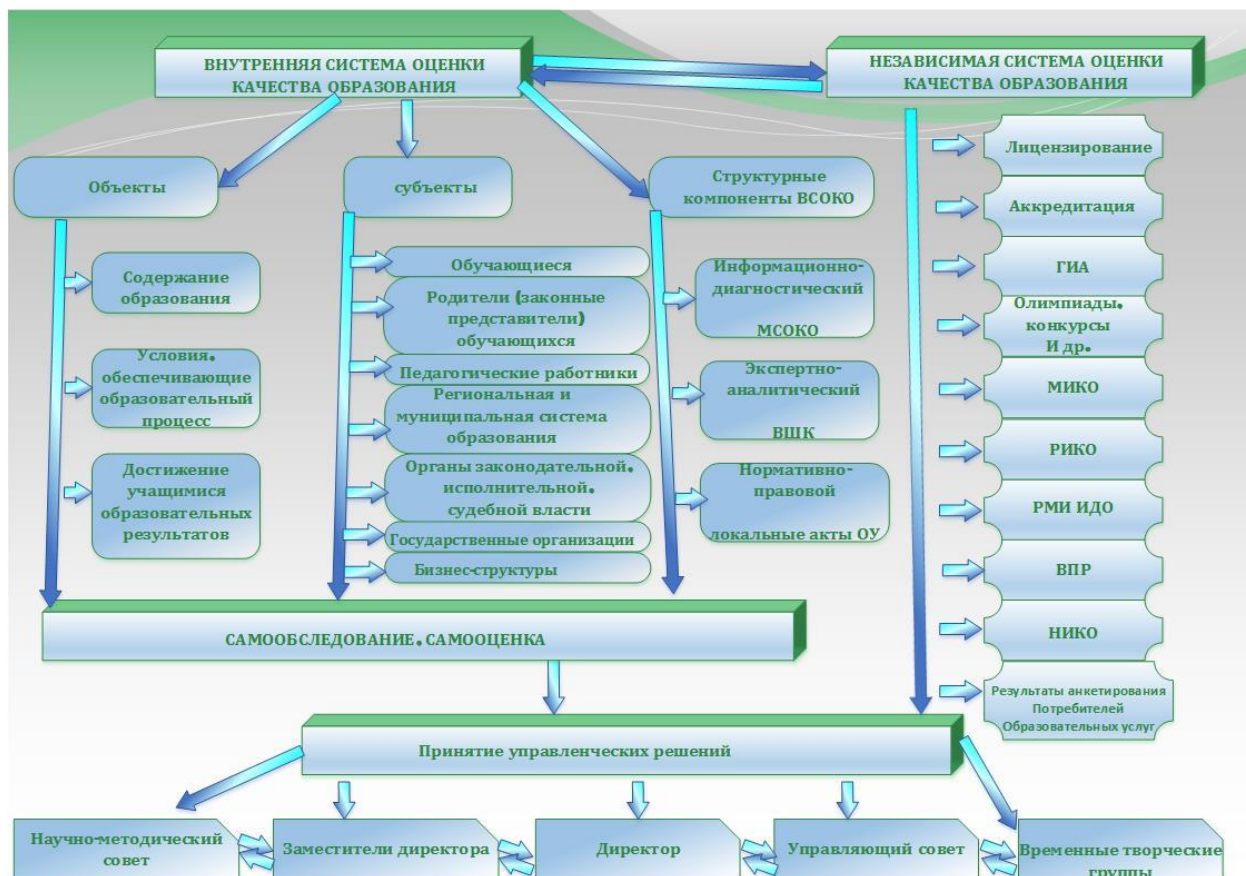 ВНУТРЕННЯЯ СИСТЕМА ОЦЕНКИ
КАЧЕСТВА ОБРАЗОВАНИЯ
НЕЗАВИСИМАЯ СИСТЕМА ОЦЕНКИ
КАЧЕСТВА ОБРАЗОВАНИЯ
Объекты
субъекты
Структурные
компоненты ВСОКО
Содержание
образования
Условия,
обеспечивающие
образовательный
процесс
Достижение
учащимися
образовательных
результатов
Обучающиеся
Родители (законные
представители)
обучающихся
Педагогические работники
Региональная и
муниципальная система
образования
Органы законодательной,
исполнительной,
судебной власти
Государственные организации
Бизнес-структуры
Информационно-
диагностический
МСОКО
Экспертно-
аналитический
ВШК
Нормативно-
правовой
локальные акты ОУ
Лицензирование
Аккредитация
ГИА
Олимпиады,
конкурсы
И др.
МИКО
РИКО
РМИ ИДО
ВПР
НИКО
Результаты анкетирования
Потребителей
Образовательных услуг
САМООБСЛЕДОВАНИЕ, САМООЦЕНКА
Принятие управленческих решений
Научно-методический
совет
Заместители директора
Директор
Управляющий совет
Временные творческие
группы